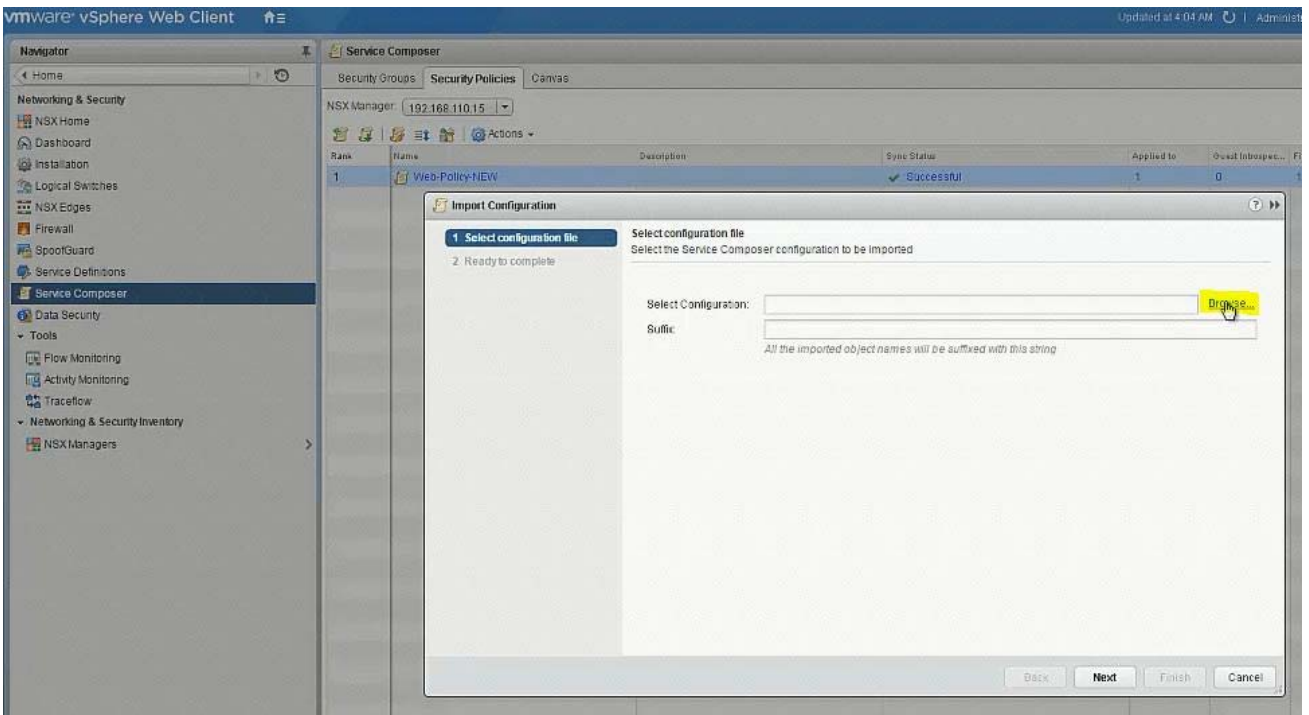 vmware vSphere Web Client
Updated at 4:04 AM
Navigator
Home
Networking & Security
NSX Home
Dashboard
Installation
Logical Switches
NSX Edges
Firewall
SpoofGuard
Service Definitions
Service Composer
Data Security
Tools
Flow Monitoring
Activity Monitoring
Traceflow
Networking & Security Inventory
NSX Managers
Service Composer
Security Groups Security Policies Canvas
NSX Manager: 192.168.110.15
Actions
Rank Name Description Sync Status Applied to
1 Web-Policy-NEW Successful 1 0
Import Configuration
1 Select configuration file
2 Ready to complete
Select configuration file
Select the Service Composer configuration to be imported
Select Configuration: Browse...
Suffix:
All the imported object names will be suffixed with this string
Back Next Finish Cancel